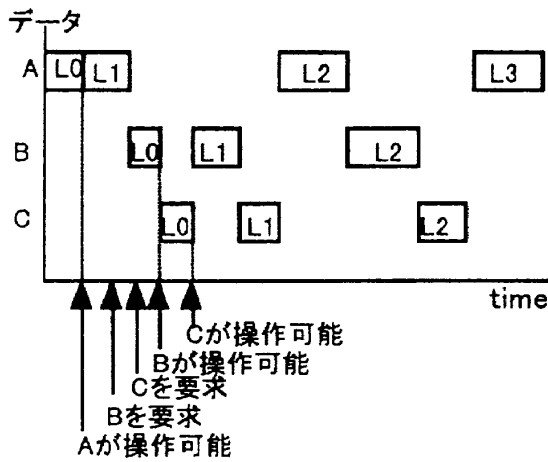 データ
A L0 L1 L2 L3
B L0 L1 L2
C L0 L1 L2
time
Cが操作可能
Bが操作可能
Cを要求
Bを要求
Aが操作可能